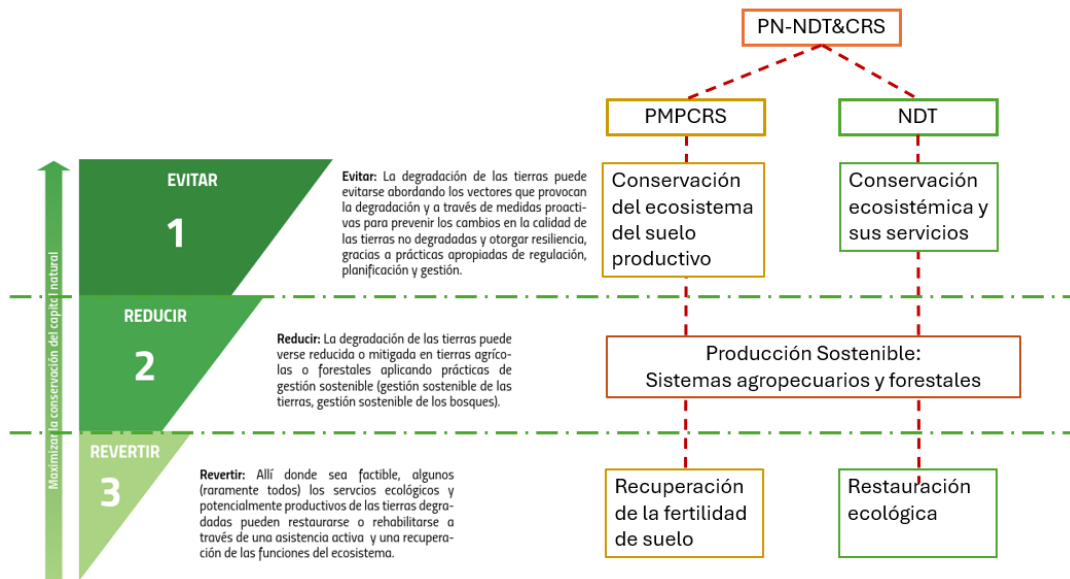 PN-NDT&CRS
PMPCRS
NDT
Maximizar la conservación del capital natural
EVITAR
1
Evitar: La degradación de las tierras puede
evitarse abordando los vectores que provocan
la degradación y a través de medidas proacti-
vas para prevenir los cambios en la calidad de
las tierras no degradadas y otorgar resiliencia,
gracias a prácticas apropiadas de regulación,
planificación y gestión.
Conservación
del ecosistema
del suelo
productivo
Conservación
ecosistémica y
sus servicios
REDUCIR
2
Reducir: La degradación de las tierras puede
verse reducida o mitigada en tierras agríco-
las o forestales aplicando prácticas de
gestión sostenible (gestión sostenible de las
tierras, gestión sostenible de los bosques).
Producción Sostenible:
Sistemas agropecuarios y forestales
REVERTIR
3
Revertir: Allí donde sea factible, algunos
(raramente todos) los servcios ecológicos y
potencialmente productivos de las tierras degra-
dadas pueden restaurarse o rehabilitarse a
través de una asistencia activa y una recupera-
ción de las funciones del ecosistema.
Recuperación
de la fertilidad
de suelo
Restauración
ecológica